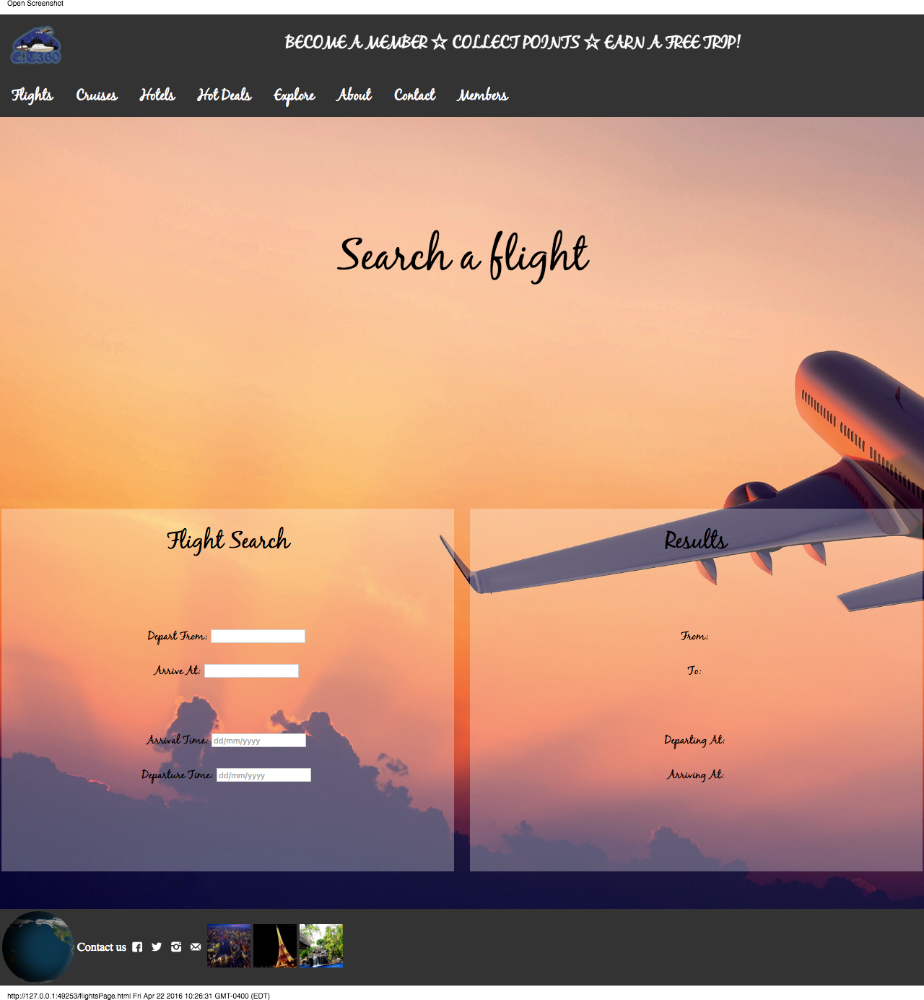 Open Screenshot
E.T360
BECOME A MEMBER ☆ COLLECT POINTS ☆ EARN A FREE TRIP!
Flights Cruises Hotels Hot Deals Explore About Contact Members
Search a flight
Flight Search
Depart From:
Arrive At:
Arrival Time: dd/mm/yyyy
Departure Time: dd/mm/yyyy
Results
From:
To:
Departing At:
Arriving At:
Contact us
http://127.0.0.1:49253/flightsPage.html Fri Apr 22 2016 10:26:31 GMT-0400 (EDT)